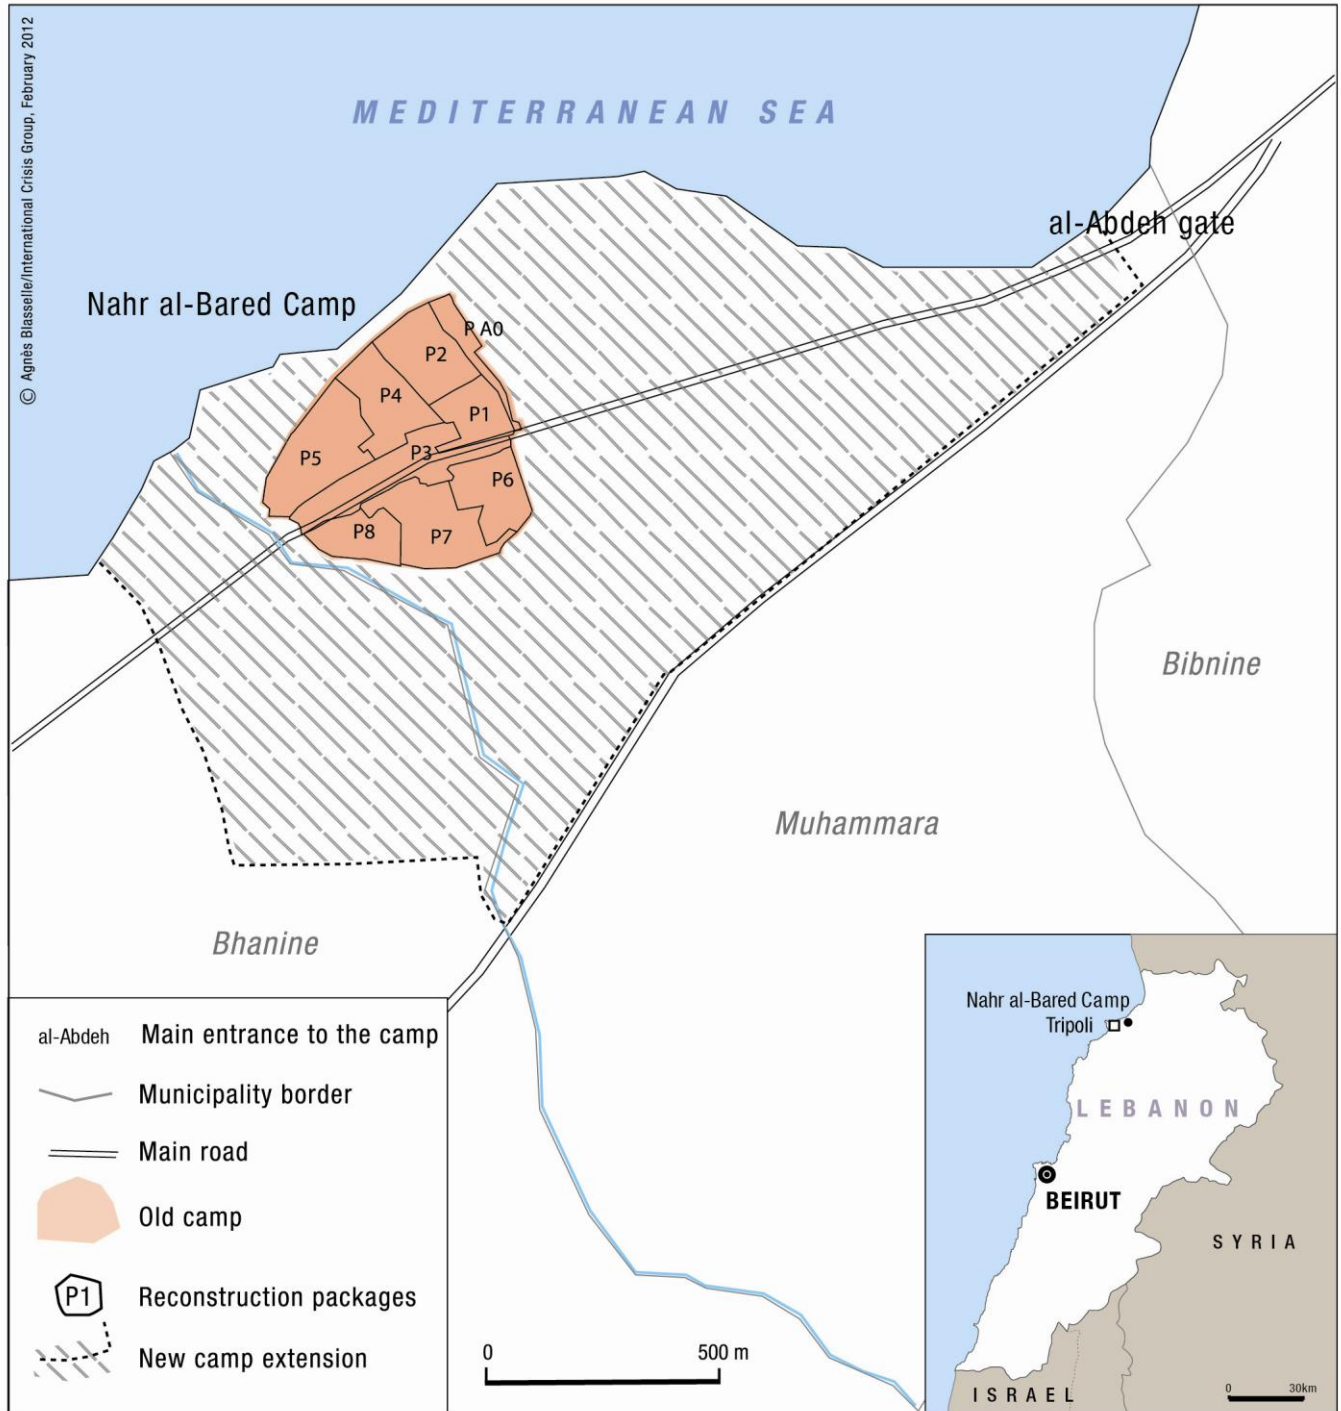 © Agnès Blasselle/International Crisis Group, February 2012
MEDITERRANEAN SEA
al-Abdeh gate
Nahr al-Bared Camp
P A0
P2
P4
P1
P3
P5
P6
P8
P7
Bibnine
Muhammara
Bhanine
al-Abdeh Main entrance to the camp
Municipality border
Main road
Old camp
P1 Reconstruction packages
New camp extension
0 500 m
Nahr al-Bared Camp
Tripoli
LEBANON
BEIRUT
SYRIA
ISRAEL
0 30km